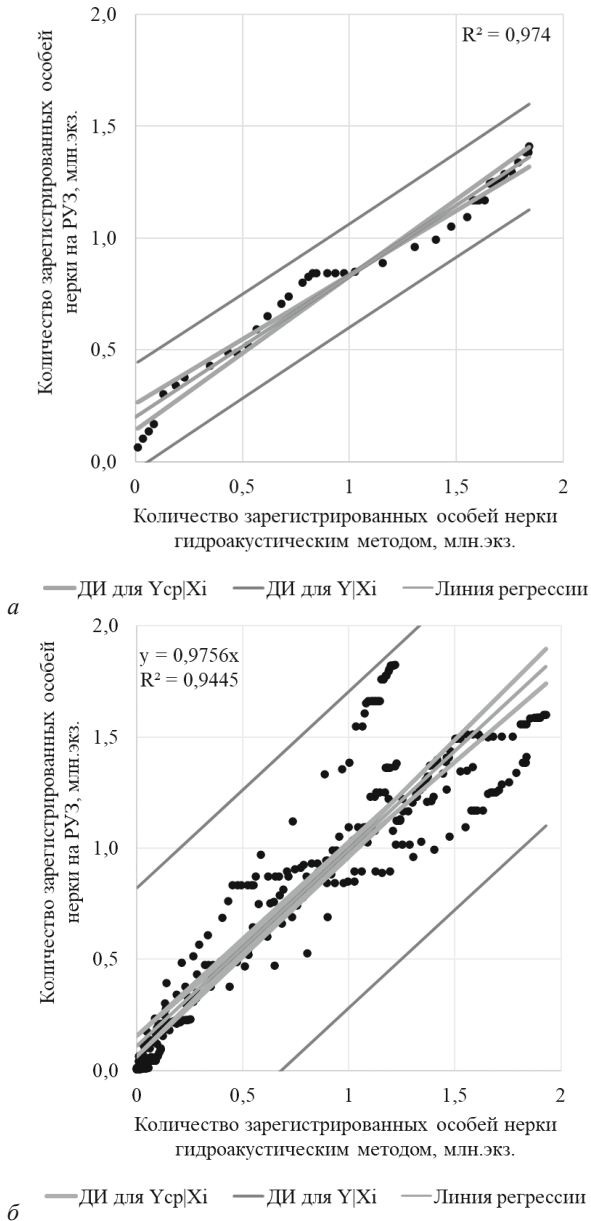 2,0
R² = 0,974
1,5
1,0
0,5
0,0
Количество зарегистрированных особей
нерки на РУЗ, млн.экз.
0
0,5
1
1,5
2
Количество зарегистрированных особей нерки
гидроакустическим методом, млн.экз.
ДИ для Yср|Xi
ДИ для Y|Xi
Линия регрессии
а
2,0
y = 0,9756x
R² = 0,9445
1,5
1,0
0,5
0,0
Количество зарегистрированных особей
нерки на РУЗ, млн.экз.
0
0,5
1
1,5
2
Количество зарегистрированных особей нерки
гидроакустическим методом, млн.экз.
ДИ для Yср|Xi
ДИ для Y|Xi
Линия регрессии
б